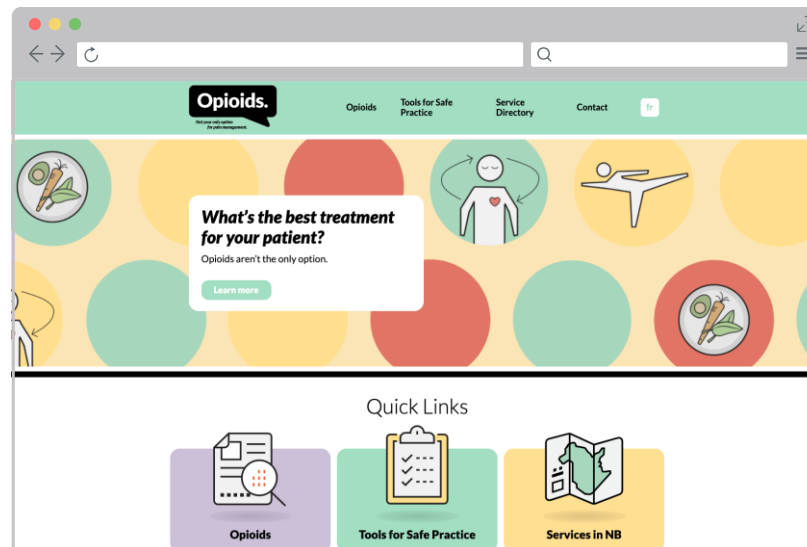 Opioids.
Not your only option
for pain management.
Opioids
Tools for Safe
Practice
Service
Directory
Contact
fr
What's the best treatment
for your patient?
Opioids aren't the only option.
Learn more
Quick Links
Opioids
Tools for Safe Practice
Services in NB